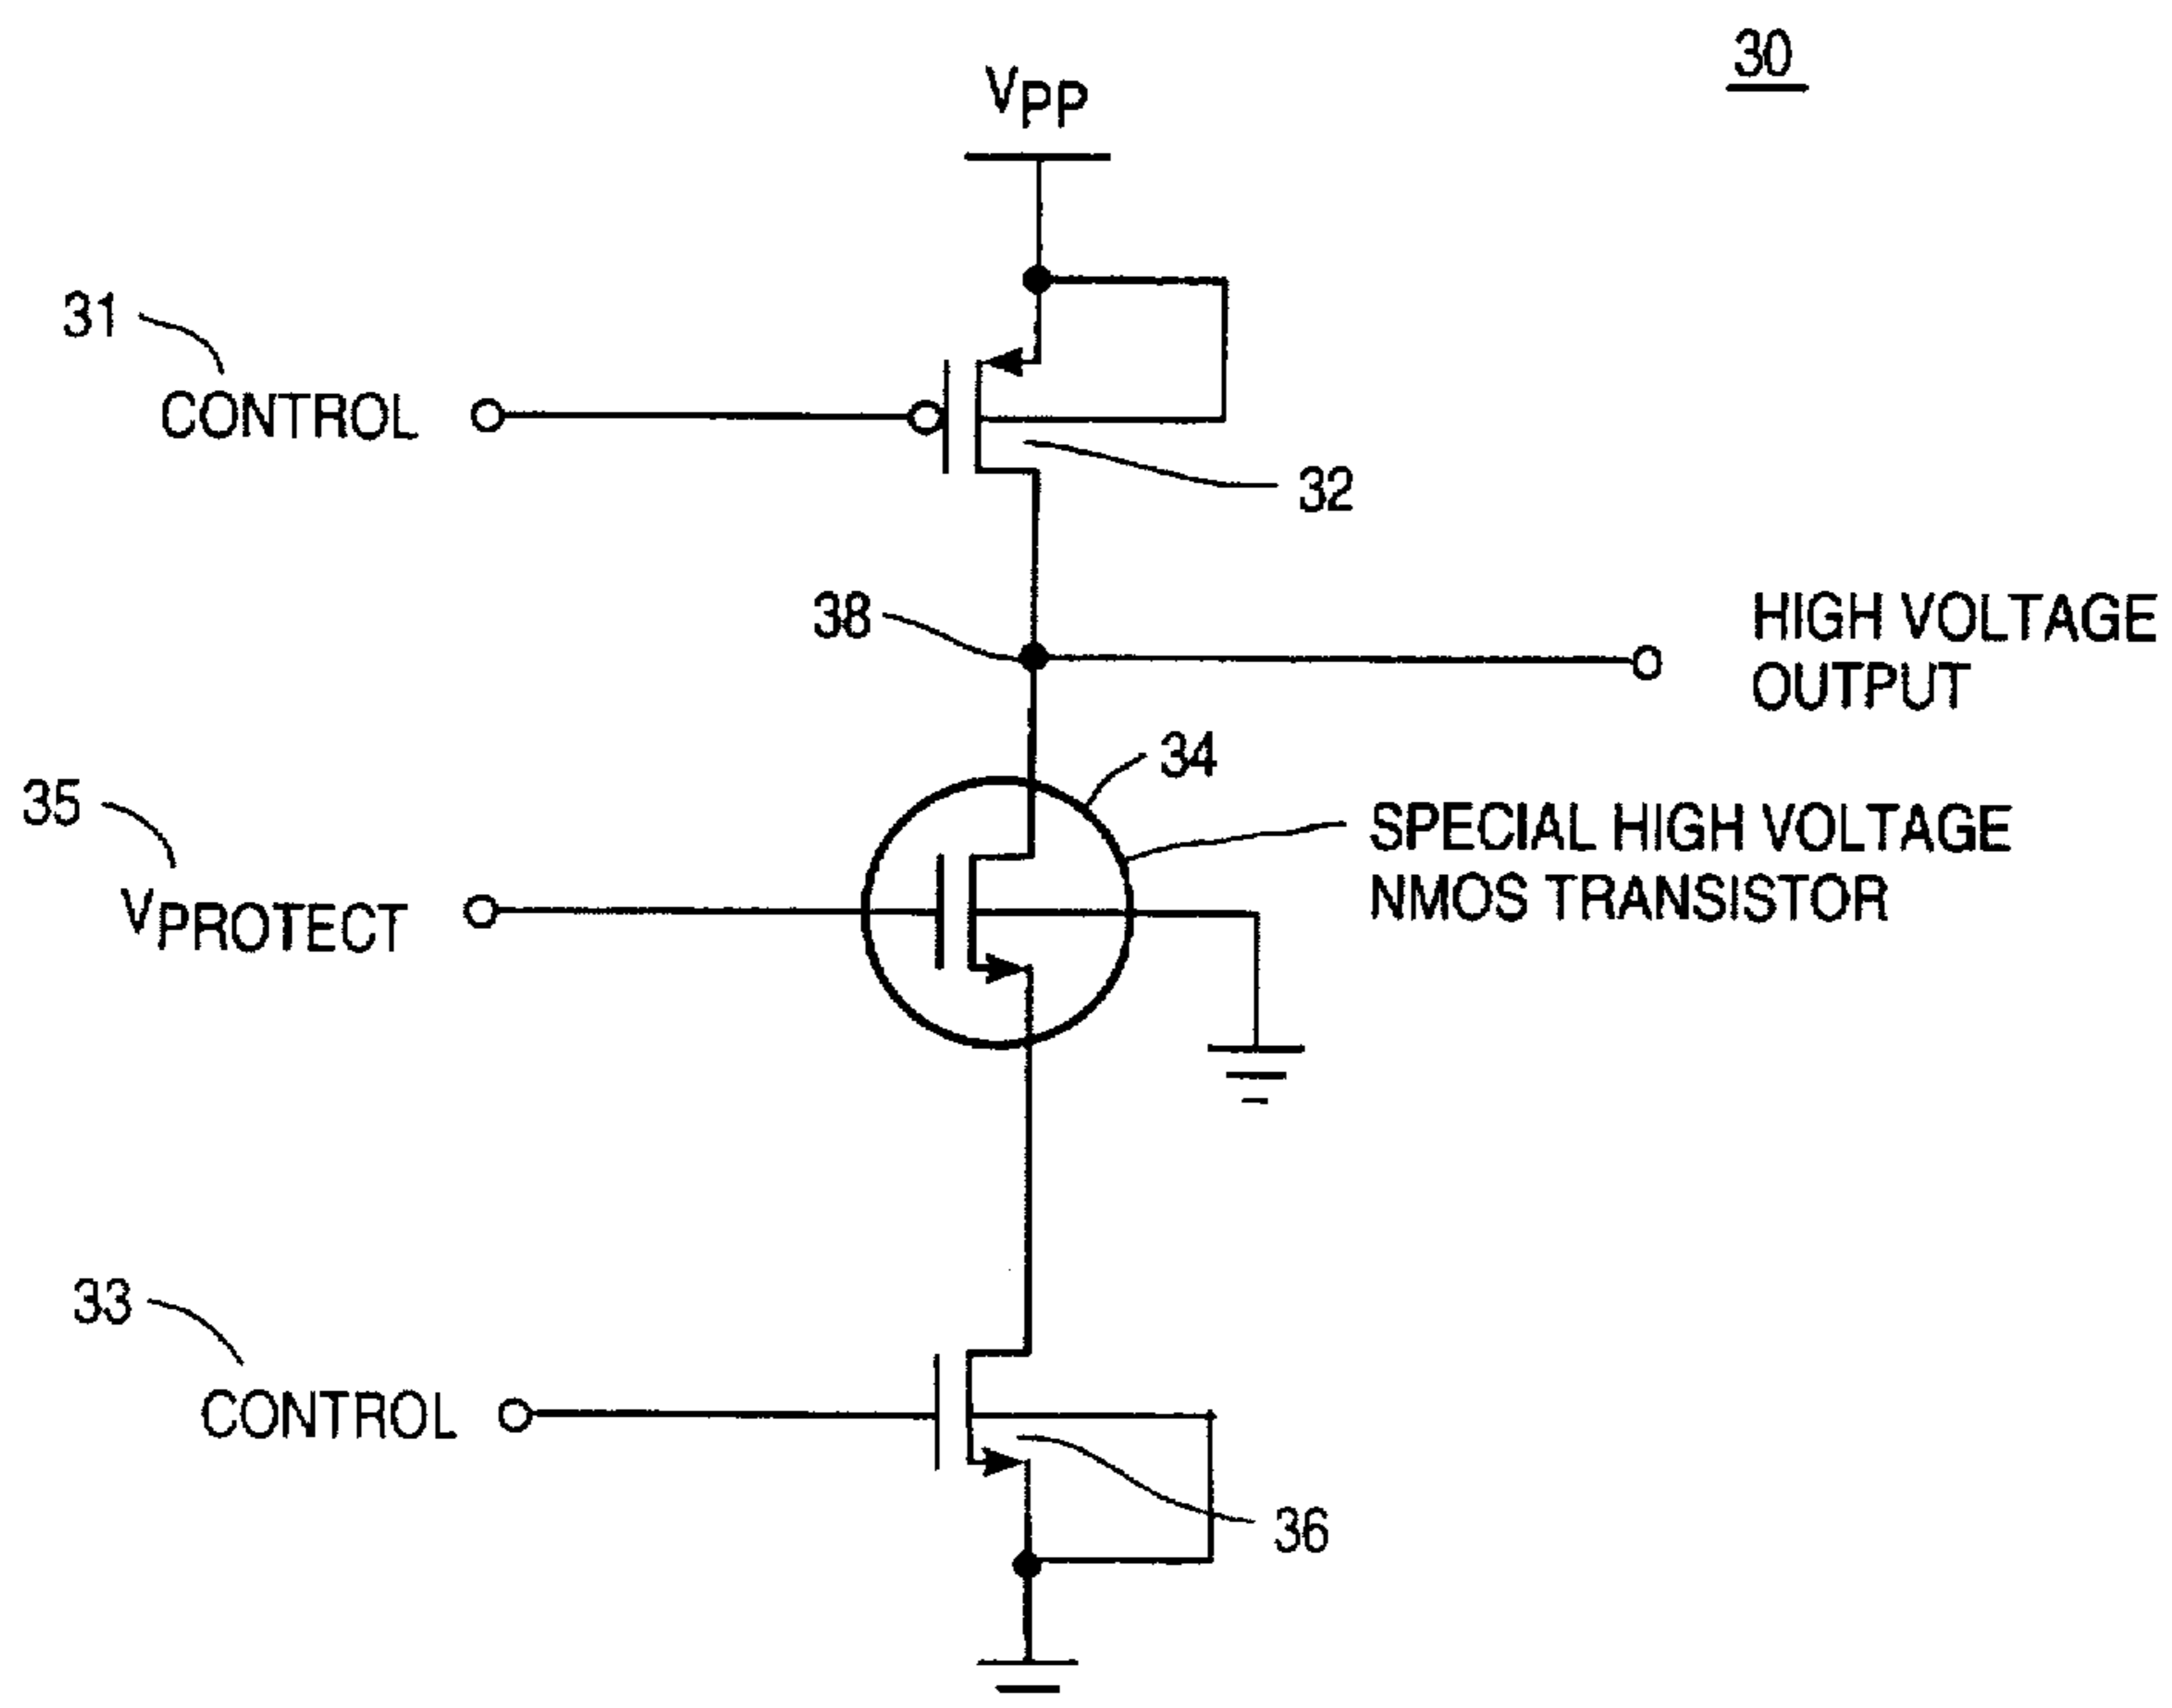 30
VPP
31
CONTROL
32
38
HIGH VOLTAGE
OUTPUT
34
35
SPECIAL HIGH VOLTAGE
NMOS TRANSISTOR
VPROTECT
33
CONTROL
36